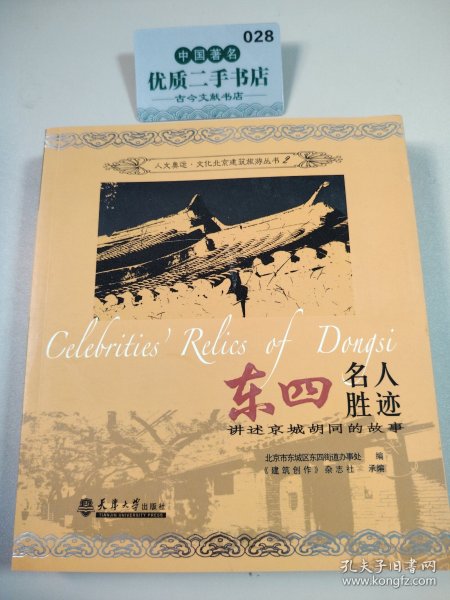 028
中国著名
优质二手书店
古今文献书店
人文奥运·文化北京建筑旅游丛书2
Celebrities' Relics of Dongsi
东四 名人
胜迹
讲述京城胡同的故事
北京市东城区东四街道办事处 编
《建筑创作》杂志社 承编
天津大学出版社
TIANJIN UNIVERSITY PRESS
孔夫子旧书网
www.kongfz.com